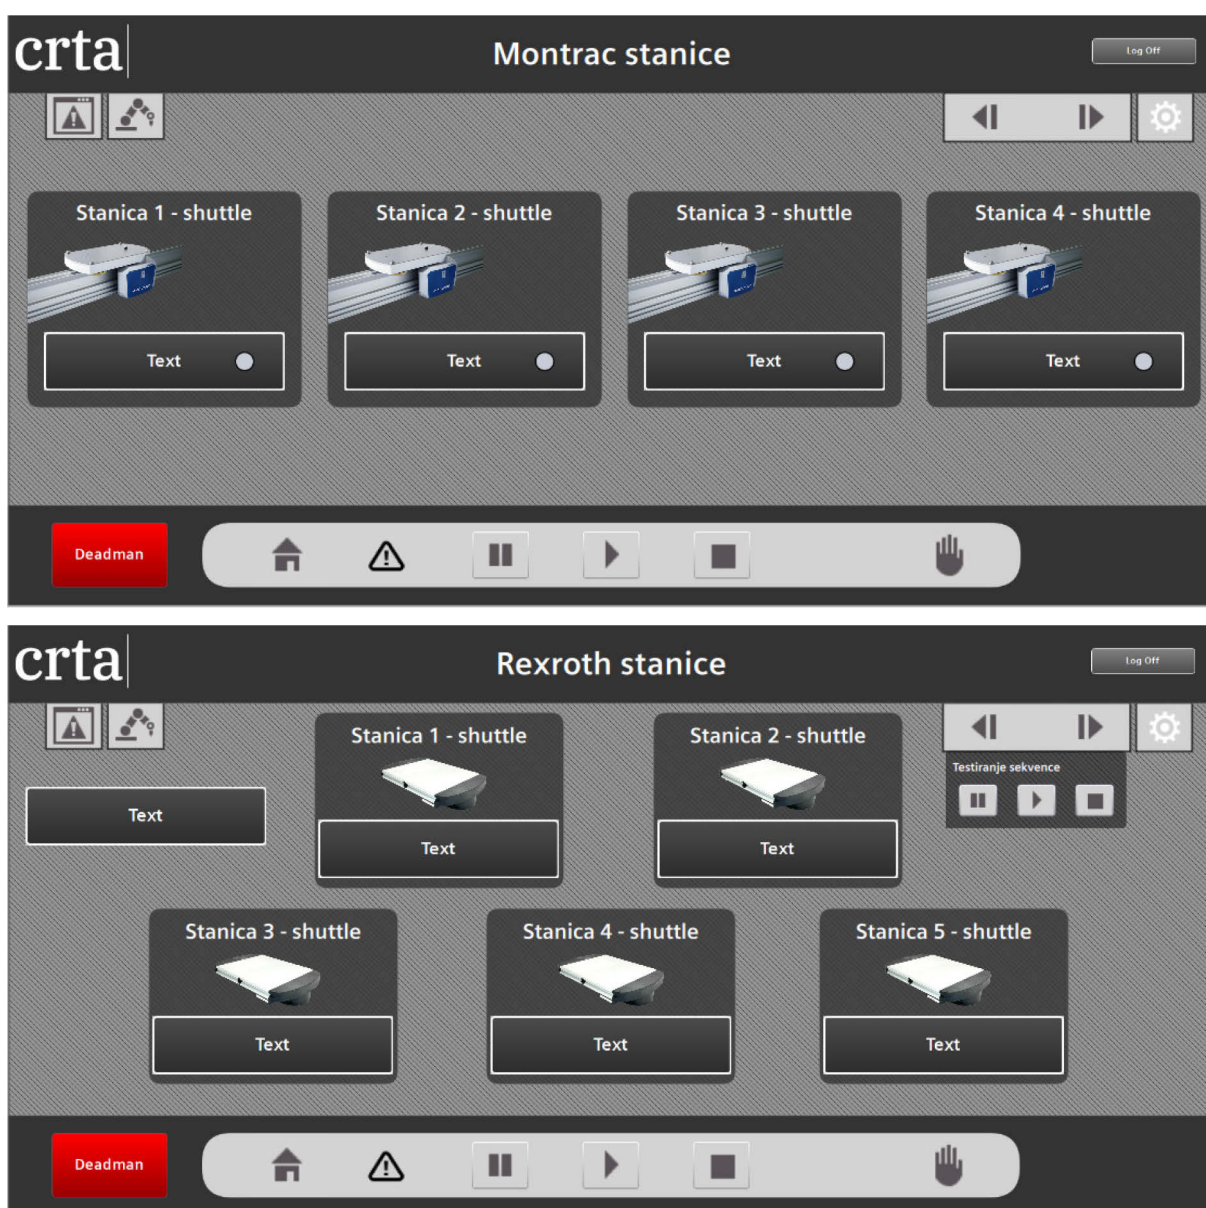 crta
Montrac stanice
Log Off
Stanica 1 - shuttle
Stanica 2 - shuttle
Stanica 3 - shuttle
Stanica 4 - shuttle
Text
Text
Text
Text
Deadman
crta
Rexroth stanice
Log Off
Stanica 1 - shuttle
Stanica 2 - shuttle
Testiranje sekvence
Text
Text
Text
Stanica 3 - shuttle
Stanica 4 - shuttle
Stanica 5 - shuttle
Text
Text
Text
Deadman